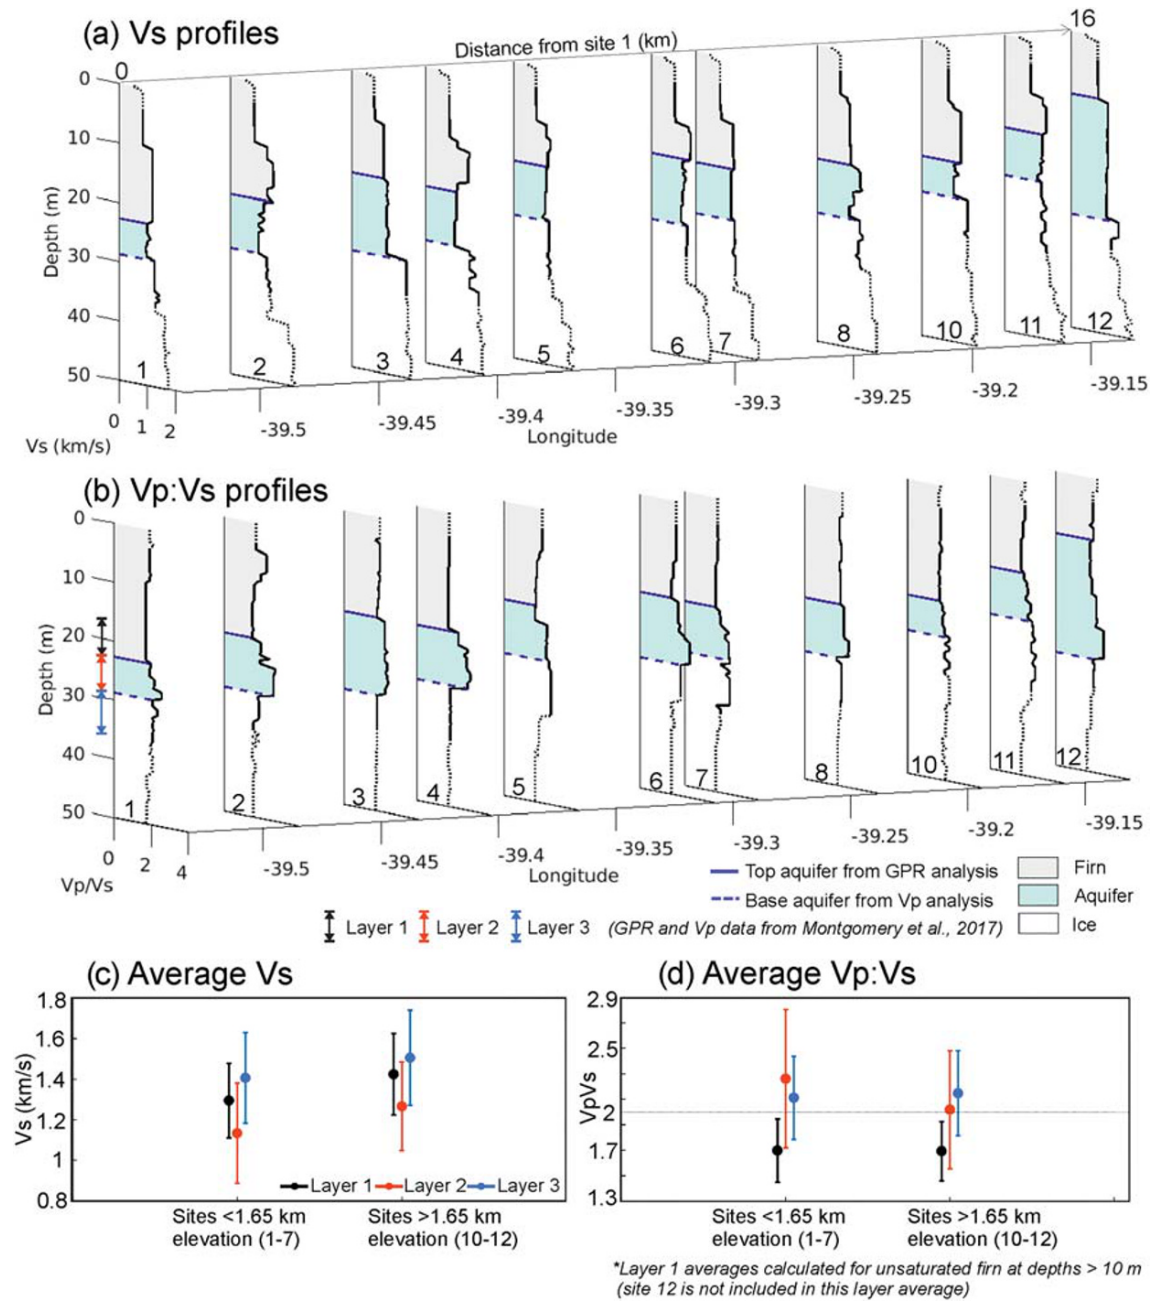 (a) Vs profiles
Distance from site 1 (km)
0
16
0
10
20
30
40
50
Depth (m)
1
2
3
4
5
6
7
8
10
11
12
0 1 2
Vs (km/s)
-39.5
-39.45
-39.4
-39.35
-39.3
-39.25
-39.2
-39.15
Longitude
(b) Vp:Vs profiles
0
10
20
30
40
50
Depth (m)
1
2
3
4
5
6
7
8
10
11
12
0 2 4
Vp/Vs
-39.5
-39.45
-39.4
-39.35
-39.3
-39.25
-39.2
-39.15
Longitude
Top aquifer from GPR analysis
Base aquifer from Vp analysis
Firn
Aquifer
Ice
Layer 1 Layer 2 Layer 3 (GPR and Vp data from Montgomery et al., 2017)
(c) Average Vs
1.8
1.6
1.4
1.2
1
0.8
Vs (km/s)
Layer 1 Layer 2 Layer 3
Sites <1.65 km
elevation (1-7)
Sites >1.65 km
elevation (10-12)
(d) Average Vp:Vs
2.9
2.5
2
1.7
1.3
VpVs
Sites <1.65 km
elevation (1-7)
Sites >1.65 km
elevation (10-12)
*Layer 1 averages calculated for unsaturated firn at depths > 10 m
(site 12 is not included in this layer average)